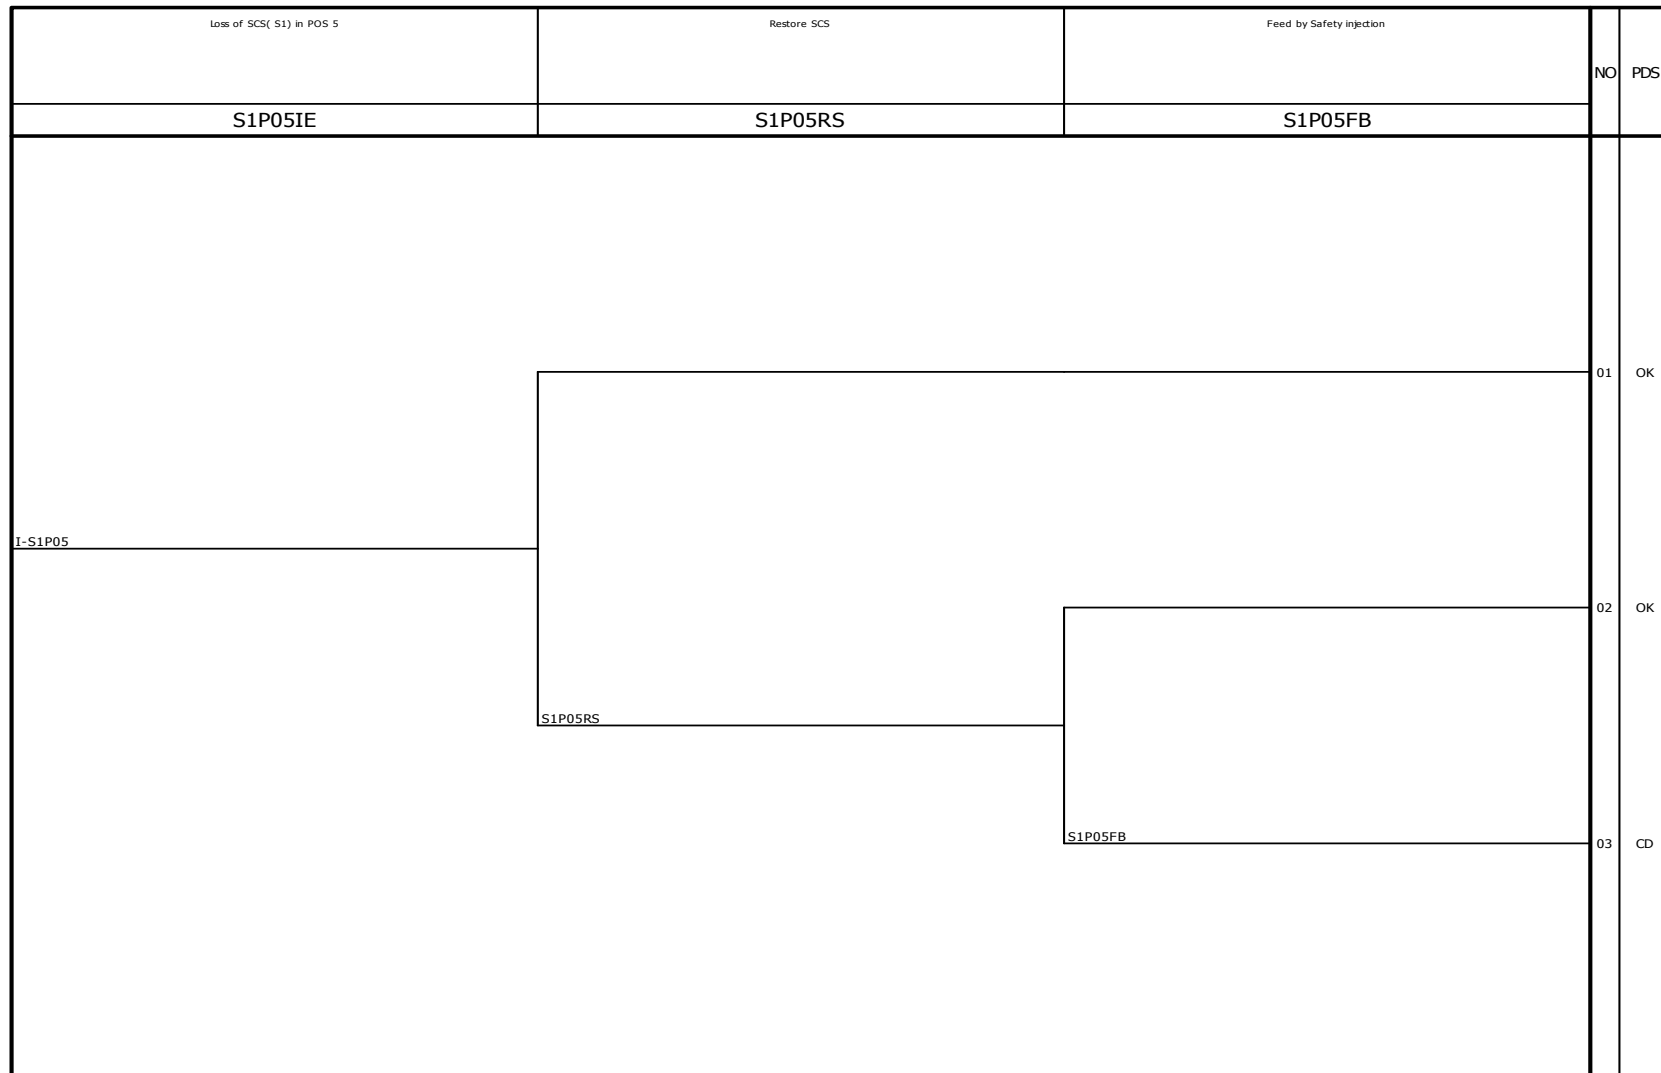 Loss of SCS( S1) in POS 5
Restore SCS
Feed by Safety injection
NO
PDS
S1P05IE
S1P05RS
S1P05FB
01
OK
I-S1P05
02
OK
S1P05RS
S1P05FB
03
CD